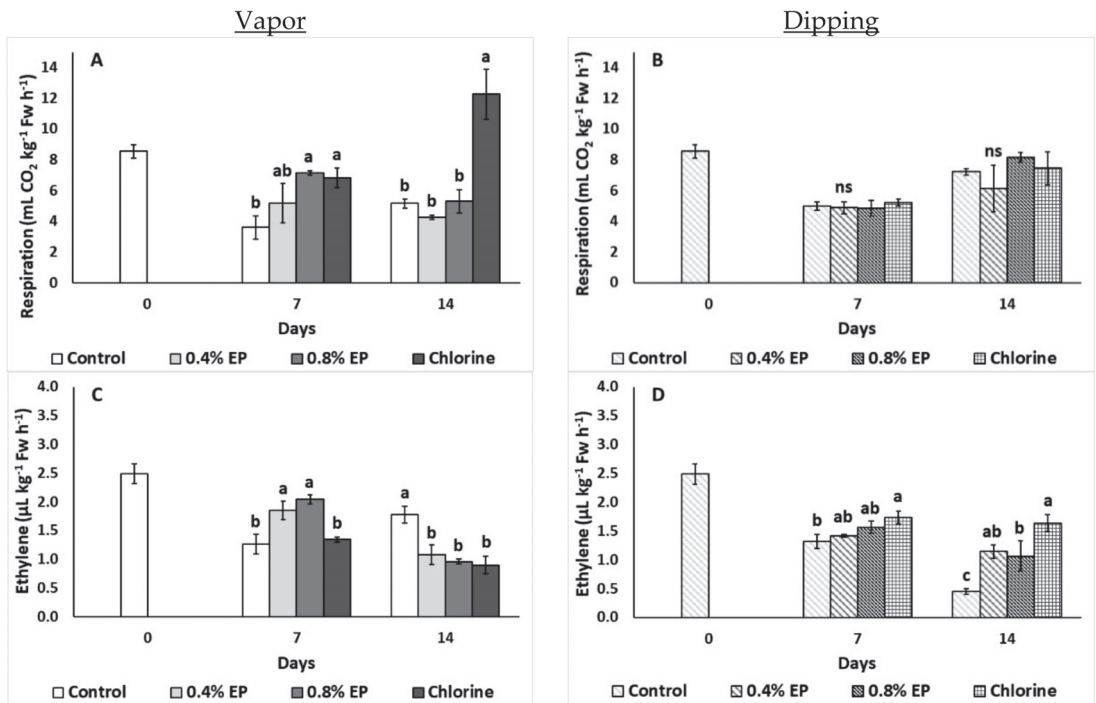 Vapor
Dipping
A
Respiration (mL CO₂ kg⁻¹ Fw h⁻¹)
14
12
10
8
6
4
2
0
b
ab
a
a
b
b
b
a
0
7
14
Days
Control
0.4% EP
0.8% EP
Chlorine
B
Respiration (mL CO₂ kg⁻¹ Fw h⁻¹)
14
12
10
8
6
4
2
0
ns
ns
0
7
14
Days
Control
0.4% EP
0.8% EP
Chlorine
C
Ethylene (µL kg⁻¹ Fw h⁻¹)
4.0
3.5
3.0
2.5
2.0
1.5
1.0
0.5
0.0
b
a
a
b
a
b
b
b
0
7
14
Days
Control
0.4% EP
0.8% EP
Chlorine
D
Ethylene (µL kg⁻¹ Fw h⁻¹)
4.0
3.5
3.0
2.5
2.0
1.5
1.0
0.5
0.0
b
ab
ab
a
c
ab
b
a
0
7
14
Days
Control
0.4% EP
0.8% EP
Chlorine